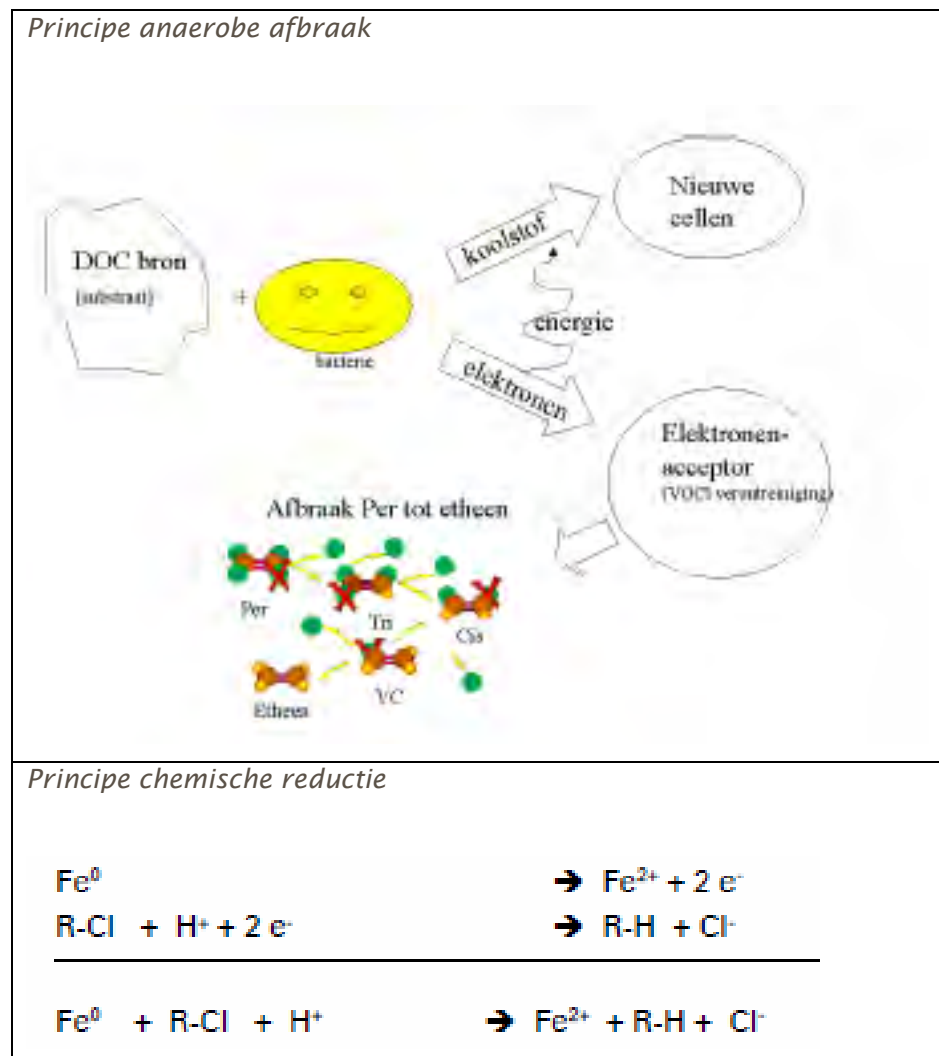 Principe anaerobe afbraak
Nieuwe
cellen
koolstof
DOC bron
(substraat)
+
bacterie
energie
elektronen
Elektronen-
acceptor
(VOCl verontreiniging)
Afbraak Per tot etheen
Per
Tri
Cis
VC
Etheen
Principe chemische reductie
Fe⁰ ➔ Fe²⁺ + 2 e⁻
R-Cl + H⁺ + 2 e⁻ ➔ R-H + Cl⁻
Fe⁰ + R-Cl + H⁺ ➔ Fe²⁺ + R-H + Cl⁻